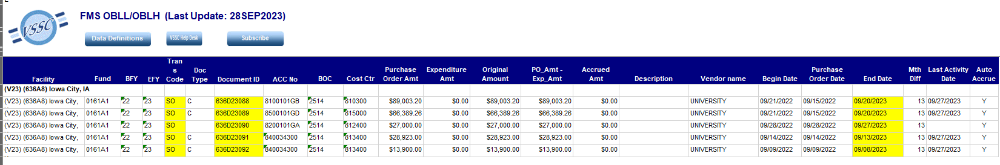 FMS OBLL/OBLH (Last Update: 28SEP2023)
VSSC
Data Definitions VSSC Help Desk Subscribe
Facility Fund BFY EFY Trans Code Doc Type Document ID ACC No BOC Cost Ctr Purchase Order Amt Expenditure Amt Original Amount PO_Amt - Exp_Amt Accrued Amt Description Vendor name Begin Date Purchase Order Date End Date Mth Diff Last Activity Date Auto Accrue
(V23) (636A8) Iowa City, IA
(V23) (636A8) Iowa City, 0161A1 22 23 SO C 636D23088 8100101GB 2514 810300 $89,003.20 $0.00 $89,003.20 $89,003.20 $0.00 UNIVERSITY 09/21/2022 09/15/2022 09/20/2023 13 09/27/2023 Y
(V23) (636A8) Iowa City, 0161A1 22 23 SO C 636D23089 8500101GD 2514 815000 $66,389.26 $0.00 $66,389.26 $66,389.26 $0.00 UNIVERSITY 09/21/2022 09/15/2022 09/20/2023 13 09/27/2023 Y
(V23) (636A8) Iowa City, 0161A1 22 23 SO 636D23090 8200101GA 2514 812400 $27,000.00 $0.00 $27,000.00 $27,000.00 $0.00 UNIVERSITY 09/28/2022 09/28/2022 09/27/2023 13 Y
(V23) (636A8) Iowa City, 0161A1 22 23 SO C 636D23091 840034300 2514 813400 $28,923.00 $0.00 $28,923.00 $28,923.00 $0.00 UNIVERSITY 09/14/2022 09/14/2022 09/13/2023 13 09/27/2023 Y
(V23) (636A8) Iowa City, 0161A1 22 23 SO C 636D23092 840034300 2514 813400 $13,900.00 $0.00 $13,900.00 $13,900.00 $0.00 UNIVERSITY 09/09/2022 09/09/2022 09/08/2023 13 09/27/2023 Y